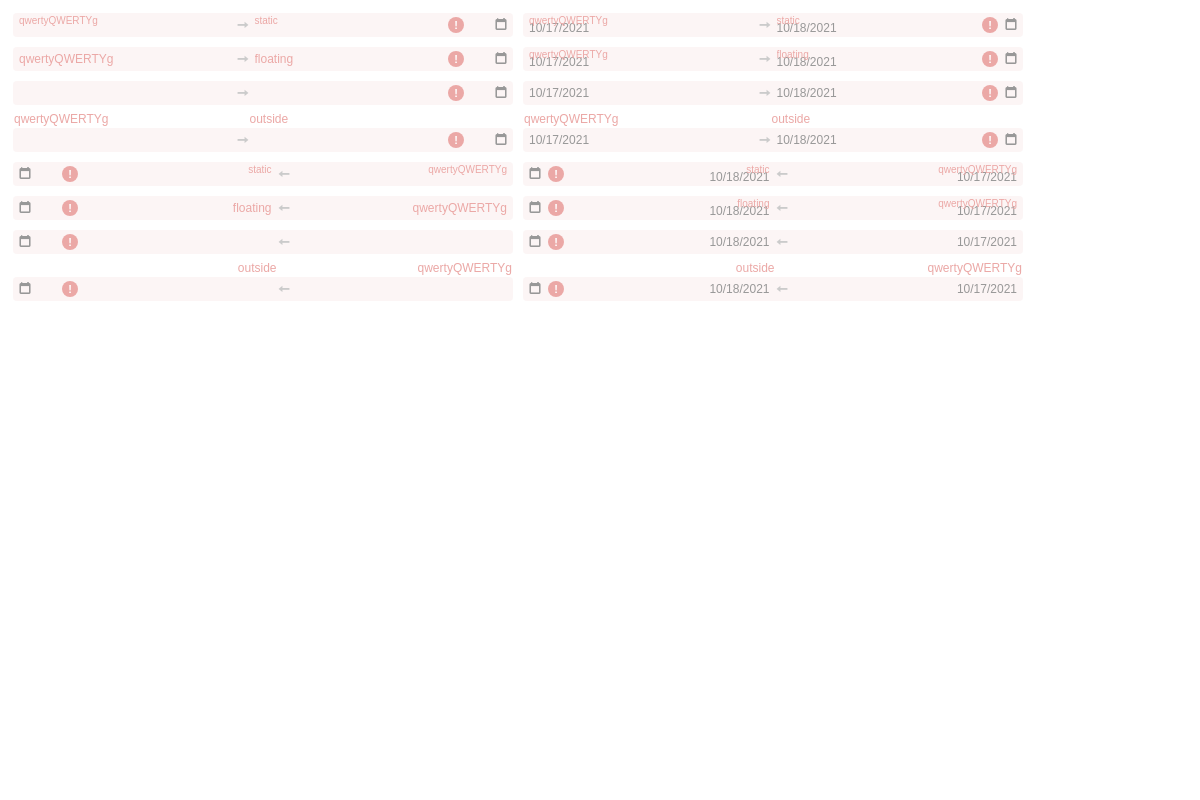 qwertyQWERTYg → static !
qwertyQWERTYg 10/17/2021 → static 10/18/2021 !
qwertyQWERTYg → floating !
qwertyQWERTYg 10/17/2021 → floating 10/18/2021 !
→ !
10/17/2021 → 10/18/2021 !
qwertyQWERTYg outside
qwertyQWERTYg outside
→ !
10/17/2021 → 10/18/2021 !
! static ← qwertyQWERTYg
! static 10/18/2021 ← qwertyQWERTYg 10/17/2021
! floating ← qwertyQWERTYg
! floating 10/18/2021 ← qwertyQWERTYg 10/17/2021
! ←
! 10/18/2021 ← 10/17/2021
outside qwertyQWERTYg
outside qwertyQWERTYg
! ←
! 10/18/2021 ← 10/17/2021